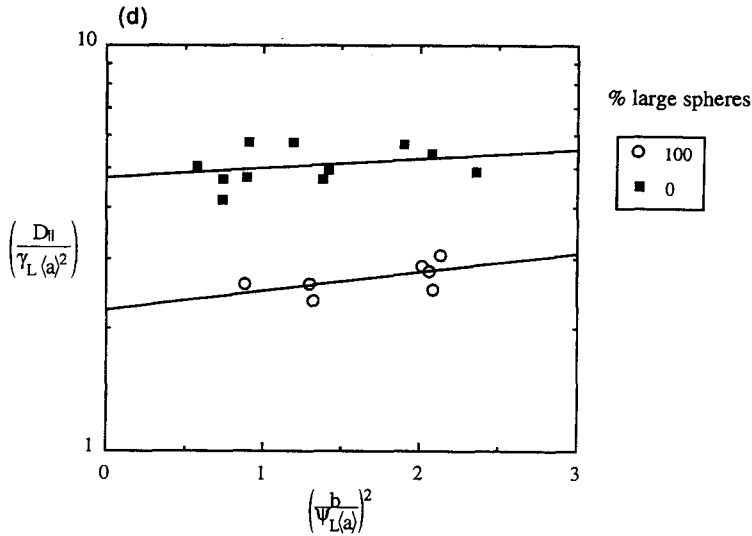 (d)
10
% large spheres
100
0
(D∥ / γL⟨a⟩²)
1
0
1
2
3
(b / ΨL⟨a⟩)²